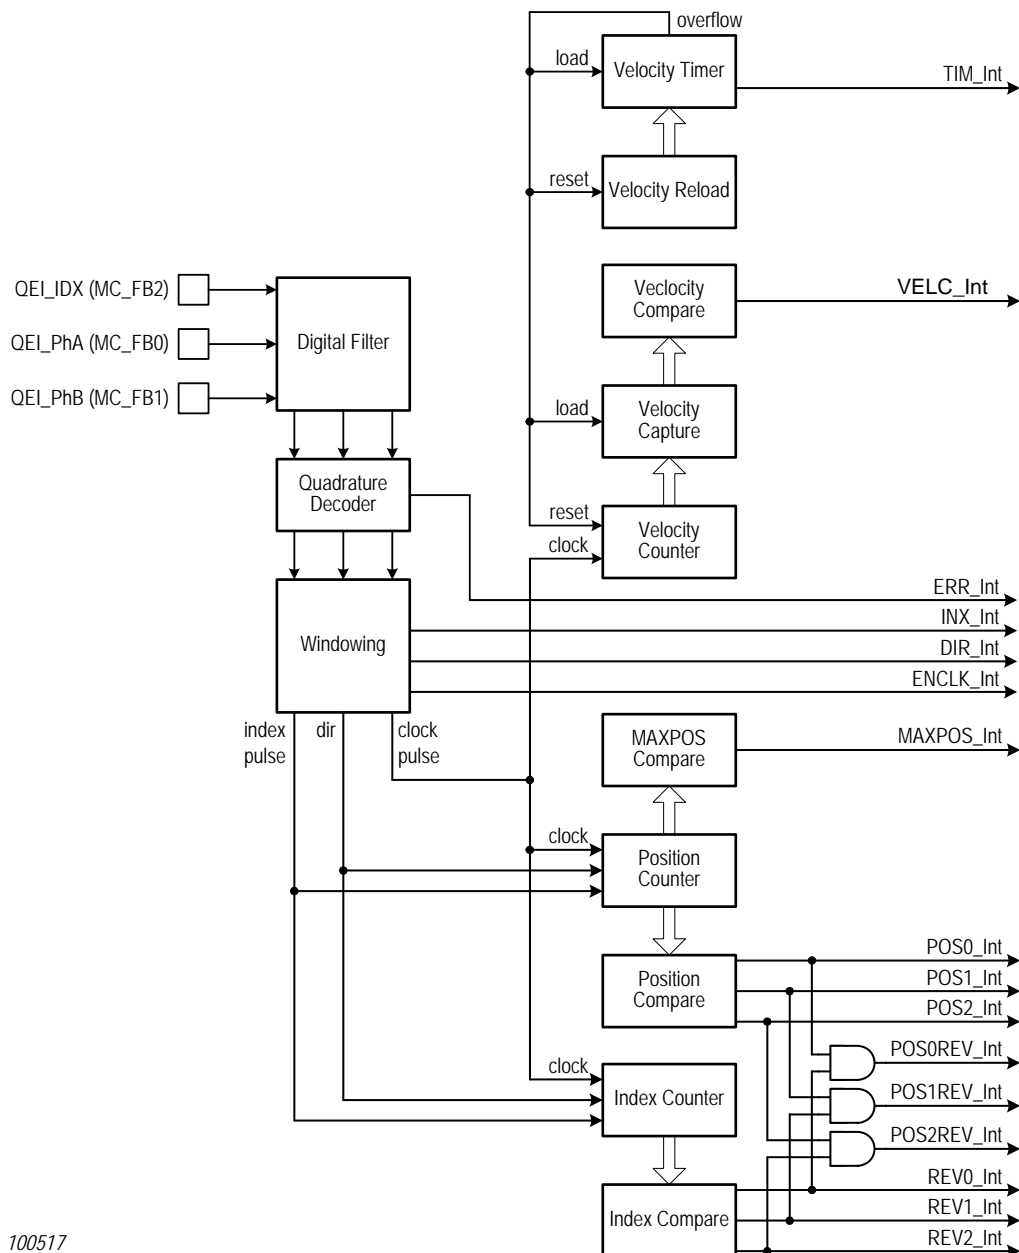 overflow
load
Velocity Timer
TIM_Int
reset
Velocity Reload
QEI_IDX (MC_FB2)
QEI_PhA (MC_FB0)
QEI_PhB (MC_FB1)
Digital Filter
Veclocity
Compare
VELC_Int
load
Velocity
Capture
Quadrature
Decoder
reset
clock
Velocity
Counter
ERR_Int
INX_Int
DIR_Int
ENCLK_Int
Windowing
index
pulse
dir
clock
pulse
MAXPOS
Compare
MAXPOS_Int
clock
Position
Counter
Position
Compare
POS0_Int
POS1_Int
POS2_Int
POS0REV_Int
POS1REV_Int
POS2REV_Int
clock
Index Counter
Index Compare
REV0_Int
REV1_Int
REV2_Int
100517